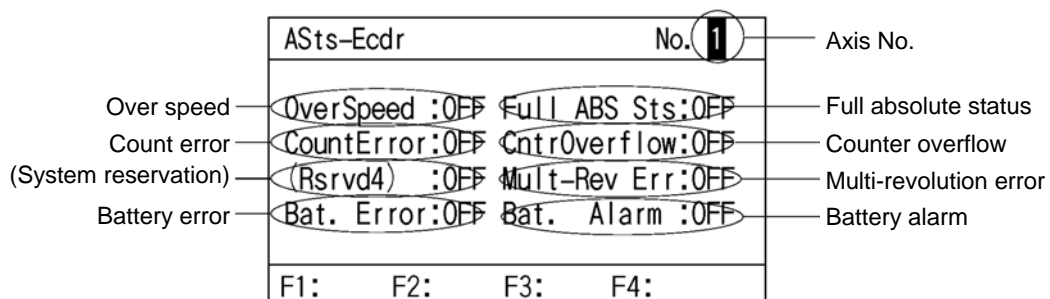 ASts-Ecdr No. 1
Axis No.
Over speed
OverSpeed :OFF Full ABS Sts:OFF
Full absolute status
Count error
CountError:OFF CntrOverflow:OFF
Counter overflow
(System reservation)
(Rsrvd4) :OFF Mult-Rev Err:OFF
Multi-revolution error
Battery error
Bat. Error:OFF Bat. Alarm :OFF
Battery alarm
F1: F2: F3: F4: